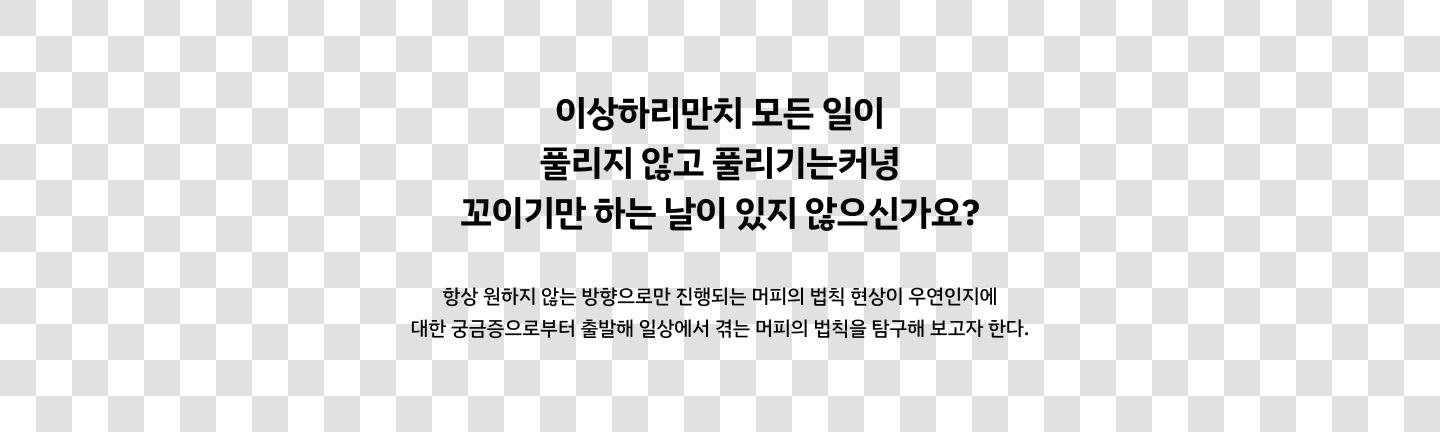 이상하리만치 모든 일이
풀리지 않고 풀리기는커녕
꼬이기만 하는 날이 있지 않으신가요?
항상 원하지 않는 방향으로만 진행되는 머피의 법칙 현상이 우연인지에
대한 궁금증으로부터 출발해 일상에서 겪는 머피의 법칙을 탐구해 보고자 한다.